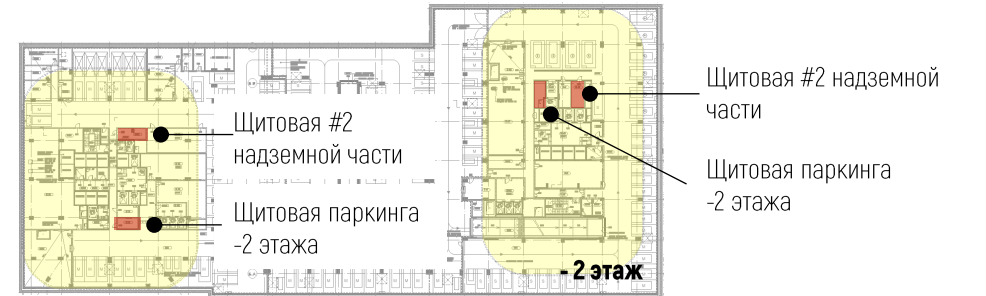 Щитовая #2
надземной части
Щитовая паркинга
-2 этажа
Щитовая #2 надземной
части
Щитовая паркинга
-2 этажа
- 2 этаж